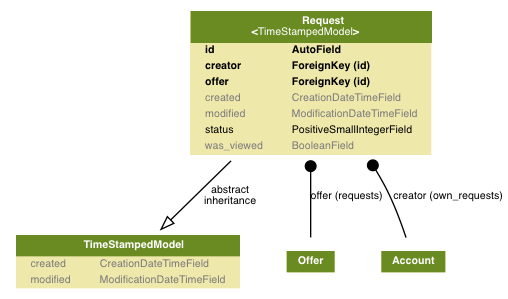 Request
<TimeStampedModel>
id AutoField
creator ForeignKey (id)
offer ForeignKey (id)
created CreationDateTimeField
modified ModificationDateTimeField
status PositiveSmallIntegerField
was_viewed BooleanField
abstract
inheritance
offer (requests)
creator (own_requests)
TimeStampedModel
created CreationDateTimeField
modified ModificationDateTimeField
Offer
Account